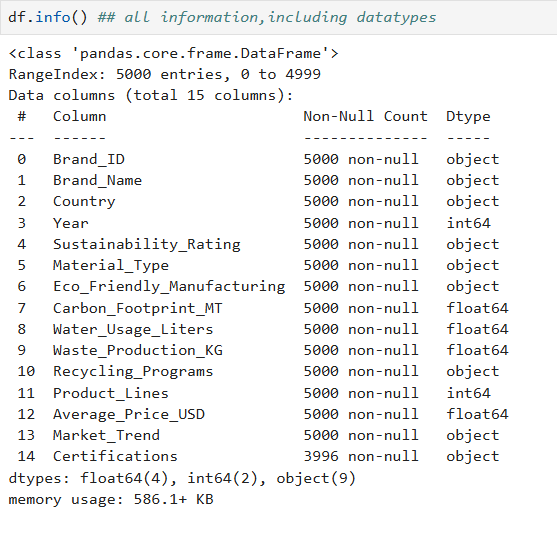 df.info() ## all information,including datatypes
<class 'pandas.core.frame.DataFrame'>
RangeIndex: 5000 entries, 0 to 4999
Data columns (total 15 columns):
 #   Column                      Non-Null Count  Dtype
---  ------                      --------------  -----
 0   Brand_ID                    5000 non-null   object
 1   Brand_Name                  5000 non-null   object
 2   Country                     5000 non-null   object
 3   Year                        5000 non-null   int64
 4   Sustainability_Rating       5000 non-null   object
 5   Material_Type               5000 non-null   object
 6   Eco_Friendly_Manufacturing  5000 non-null   object
 7   Carbon_Footprint_MT         5000 non-null   float64
 8   Water_Usage_Liters          5000 non-null   float64
 9   Waste_Production_KG         5000 non-null   float64
 10  Recycling_Programs          5000 non-null   object
 11  Product_Lines               5000 non-null   int64
 12  Average_Price_USD           5000 non-null   float64
 13  Market_Trend                5000 non-null   object
 14  Certifications              3996 non-null   object
dtypes: float64(4), int64(2), object(9)
memory usage: 586.1+ KB